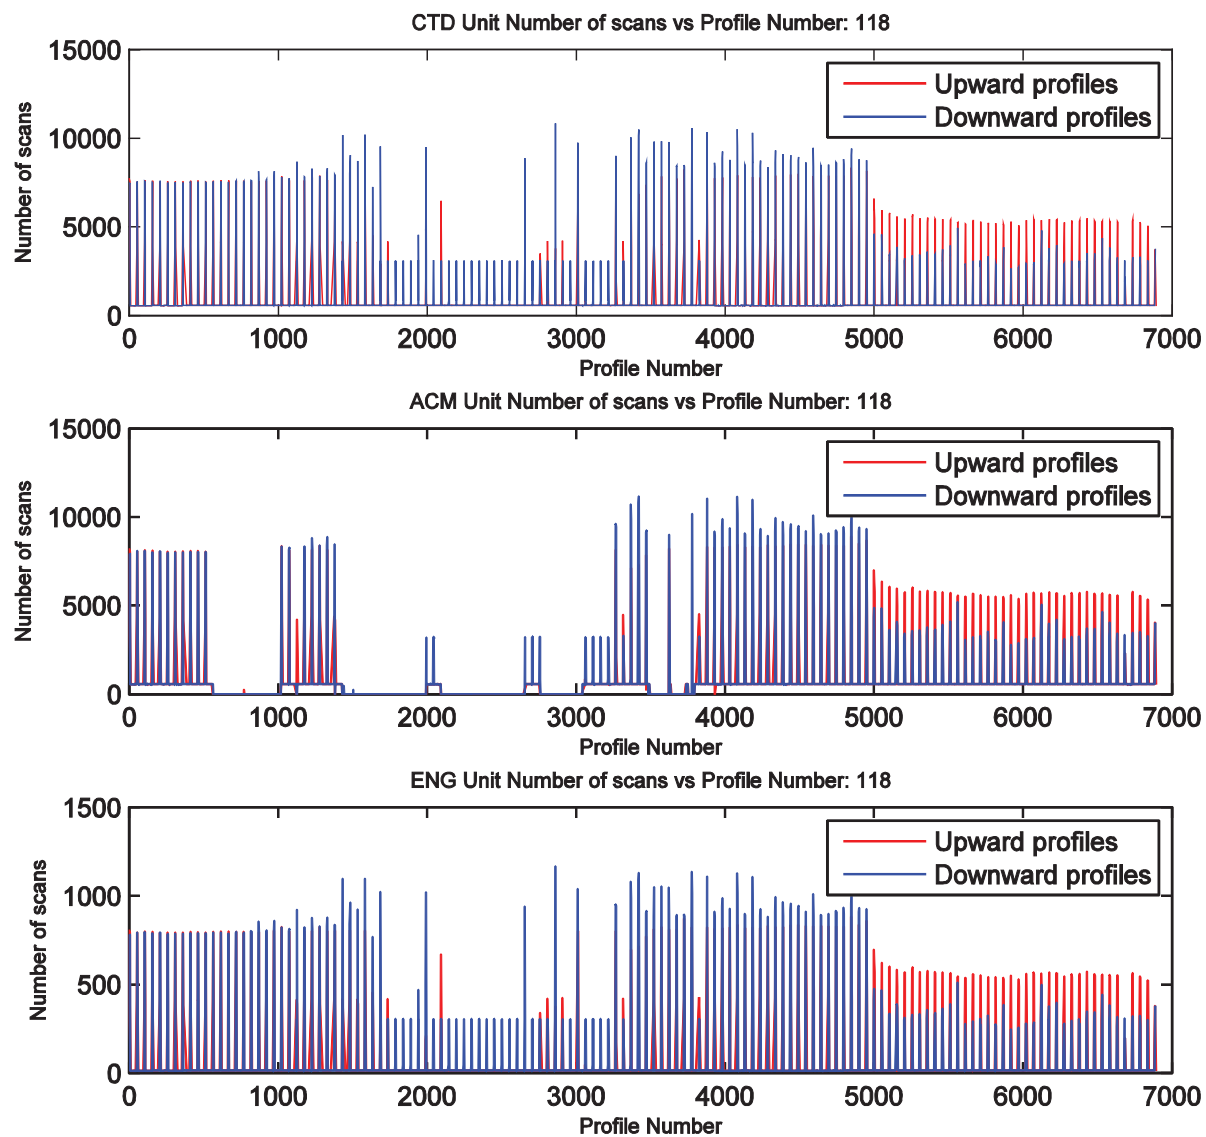 CTD Unit Number of scans vs Profile Number: 118
15000
10000
5000
0
Number of scans
Upward profiles
Downward profiles
0 1000 2000 3000 4000 5000 6000 7000
Profile Number
ACM Unit Number of scans vs Profile Number: 118
15000
10000
5000
0
Number of scans
Upward profiles
Downward profiles
0 1000 2000 3000 4000 5000 6000 7000
Profile Number
ENG Unit Number of scans vs Profile Number: 118
1500
1000
500
0
Number of scans
Upward profiles
Downward profiles
0 1000 2000 3000 4000 5000 6000 7000
Profile Number